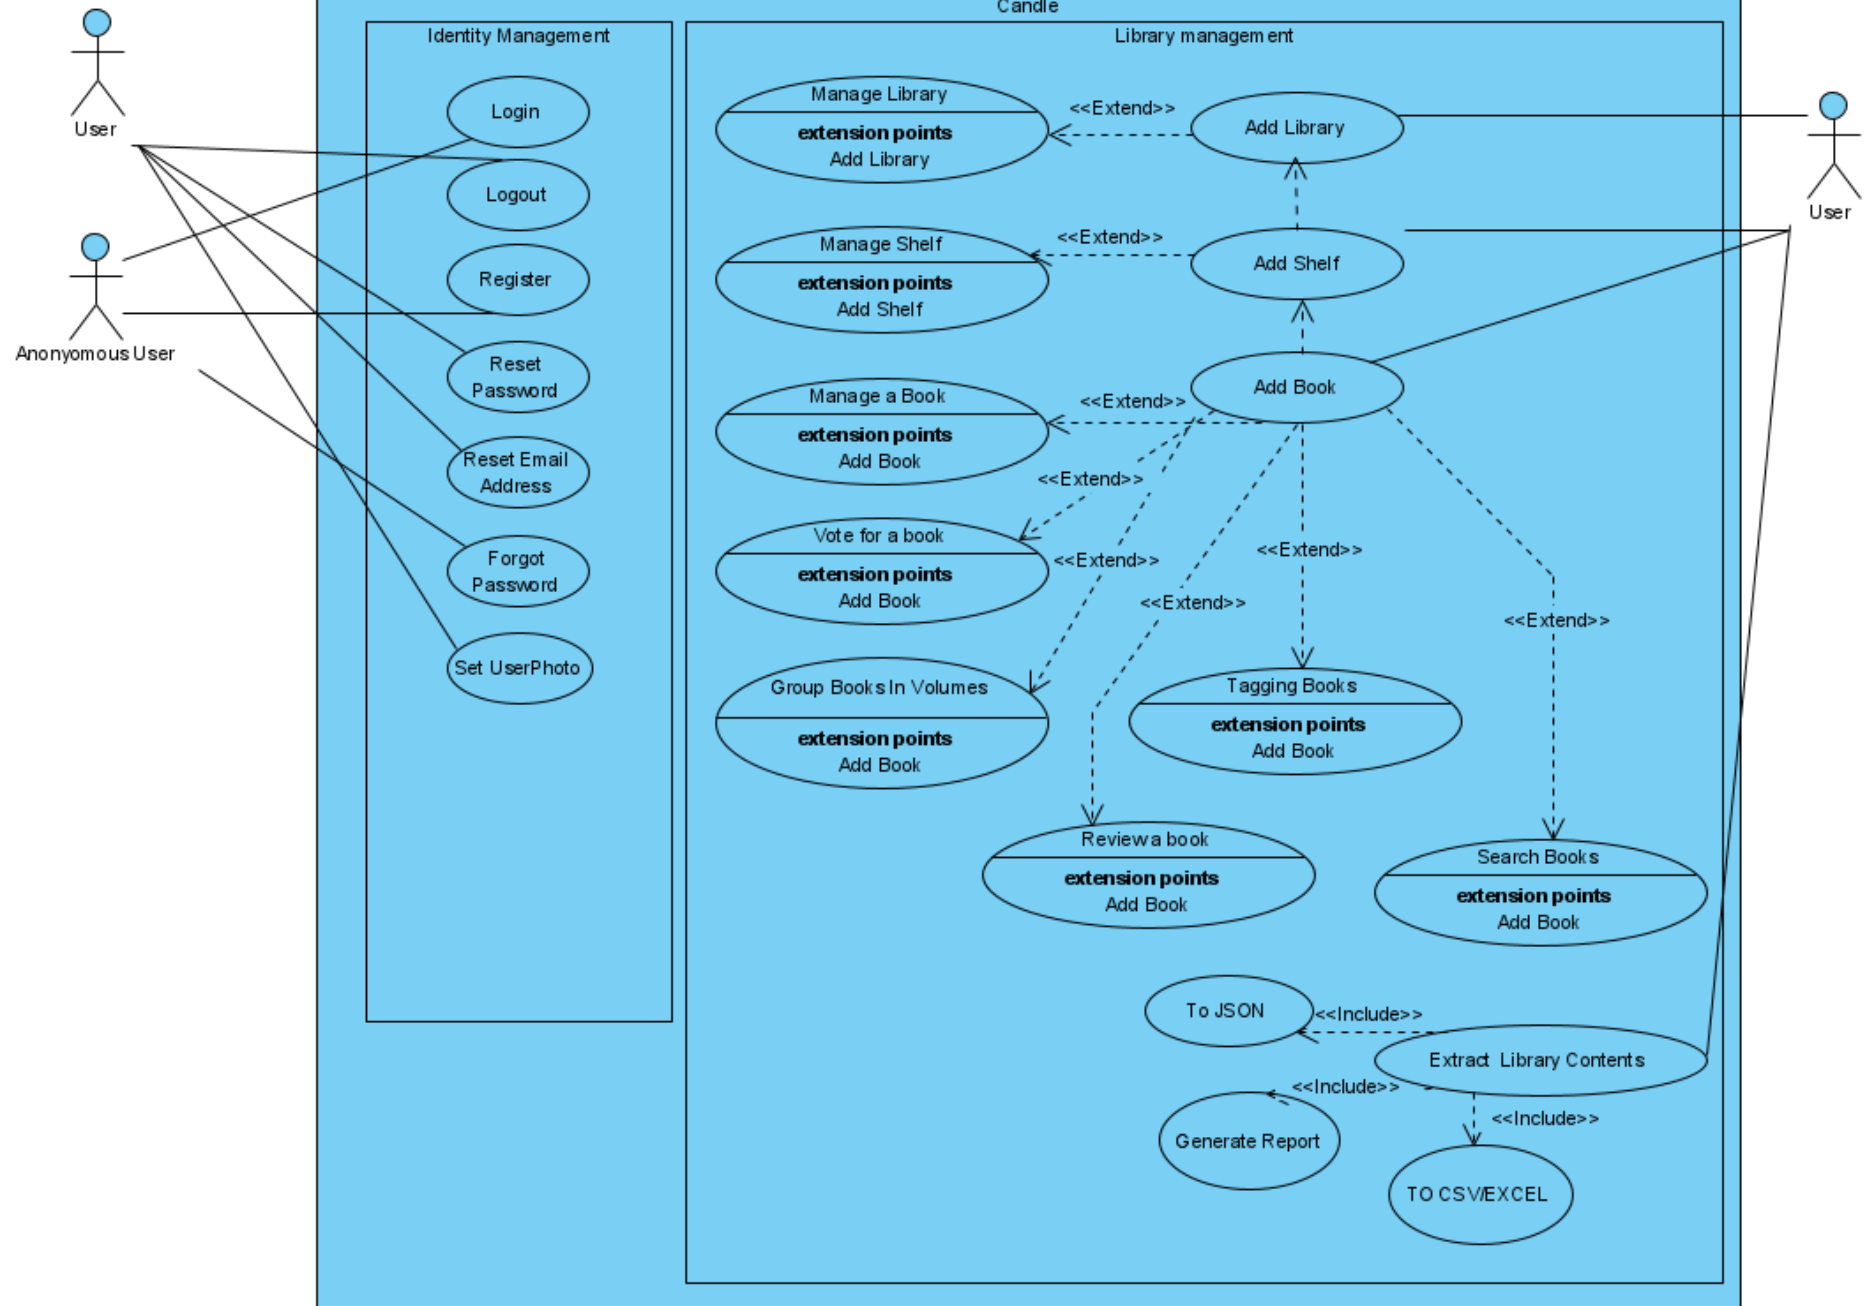 Candle
Identity Management
Library management
User
Anonyomous User
User
Login
Logout
Register
Reset
Password
Reset Email
Address
Forgot
Password
Set UserPhoto
Manage Library
extension points
Add Library
<<Extend>>
Add Library
Manage Shelf
extension points
Add Shelf
<<Extend>>
Add Shelf
Manage a Book
extension points
Add Book
<<Extend>>
Add Book
Vote for a book
extension points
Add Book
<<Extend>>
Group Books In Volumes
extension points
Add Book
<<Extend>>
<<Extend>>
<<Extend>>
<<Extend>>
Tagging Books
extension points
Add Book
Review a book
extension points
Add Book
Search Books
extension points
Add Book
To JSON
<<Include>>
Extract Library Contents
<<Include>>
Generate Report
<<Include>>
TO CSV/EXCEL